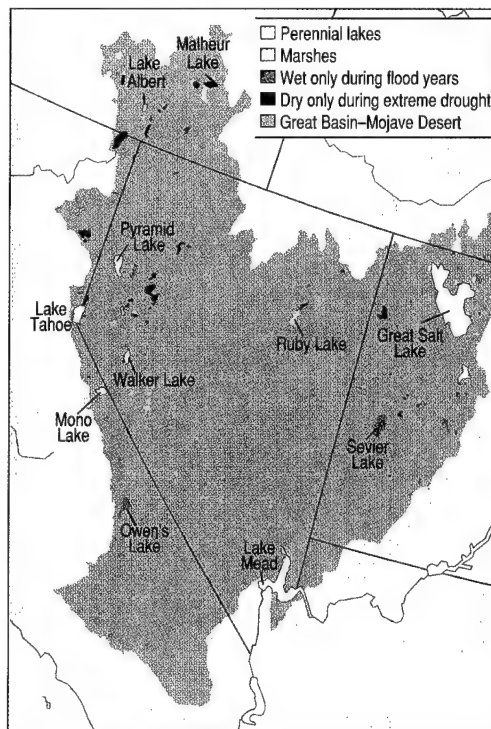 Perennial lakes
Marshes
Wet only during flood years
Dry only during extreme drought
Great Basin–Mojave Desert
Malheur
Lake
Lake
Albert
Pyramid
Lake
Lake
Tahoe
Ruby Lake
Great Salt
Lake
Walker Lake
Mono
Lake
Sevier
Lake
Owen's
Lake
Lake
Mead